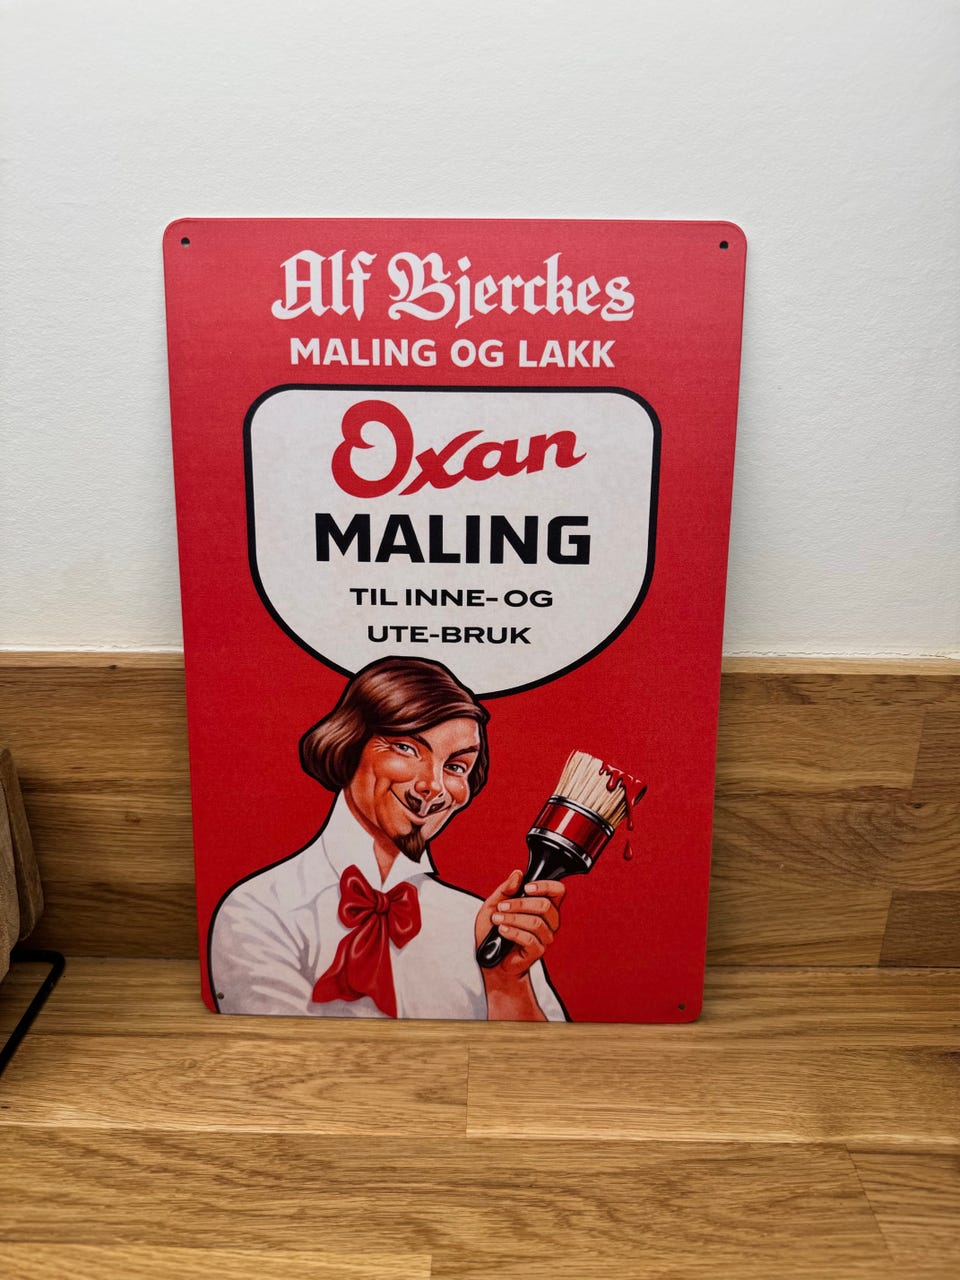 Alf Bjerckes
MALING OG LAKK
Oxan
MALING
TIL INNE- OG
UTE-BRUK